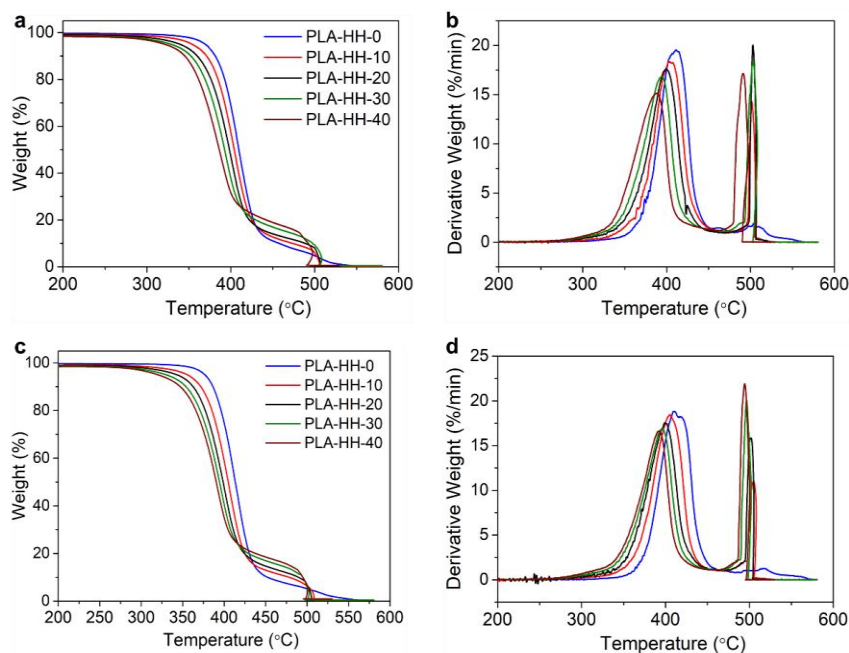 a
100
80
60
40
20
0
Weight (%)
PLA-HH-0
PLA-HH-10
PLA-HH-20
PLA-HH-30
PLA-HH-40
200 300 400 500 600
Temperature (°C)
b
25
20
15
10
5
0
Derivative Weight (%/min)
200 300 400 500 600
Temperature (°C)
c
100
80
60
40
20
0
Weight (%)
PLA-HH-0
PLA-HH-10
PLA-HH-20
PLA-HH-30
PLA-HH-40
200 250 300 350 400 450 500 550 600
Temperature (°C)
d
25
20
15
10
5
0
Derivative Weight (%/min)
200 300 400 500 600
Temperature (°C)